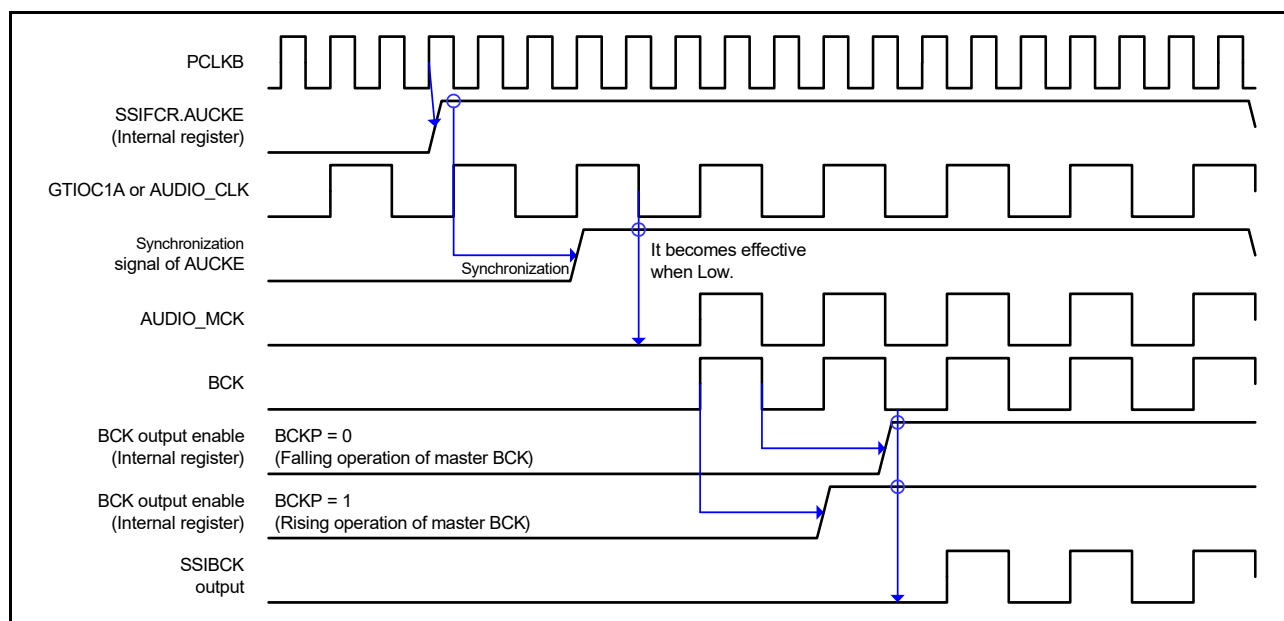 PCLKB
SSIFCR.AUCKE
(Internal register)
GTIOC1A or AUDIO_CLK
Synchronization
signal of AUCKE
Synchronization
It becomes effective
when Low.
AUDIO_MCK
BCK
BCK output enable
(Internal register)
BCKP = 0
(Falling operation of master BCK)
BCK output enable
(Internal register)
BCKP = 1
(Rising operation of master BCK)
SSIBCK
output